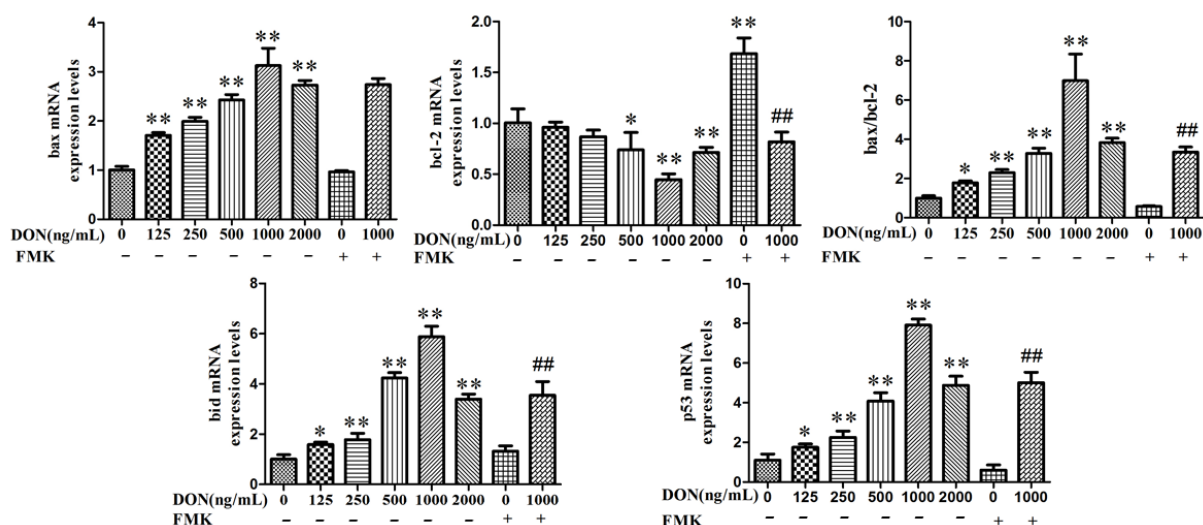 bax mRNA
expression levels
4
3
2
1
0
** ** ** ** **
DON(ng/mL) 0 125 250 500 1000 2000 0 1000
FMK – – – – – – + +
bcl-2 mRNA
expression levels
2.0
1.5
1.0
0.5
0.0
* ** ** ** ##
DON(ng/mL) 0 125 250 500 1000 2000 0 1000
FMK – – – – – – + +
bax/bcl-2
10
8
6
4
2
0
* ** ** ** ** ##
DON(ng/mL) 0 125 250 500 1000 2000 0 1000
FMK – – – – – – + +
bid mRNA
expression levels
8
6
4
2
0
* ** ** ** ** ##
DON(ng/mL) 0 125 250 500 1000 2000 0 1000
FMK – – – – – – + +
p53 mRNA
expression levels
10
8
6
4
2
0
* ** ** ** ** ##
DON(ng/mL) 0 125 250 500 1000 2000 0 1000
FMK – – – – – – + +